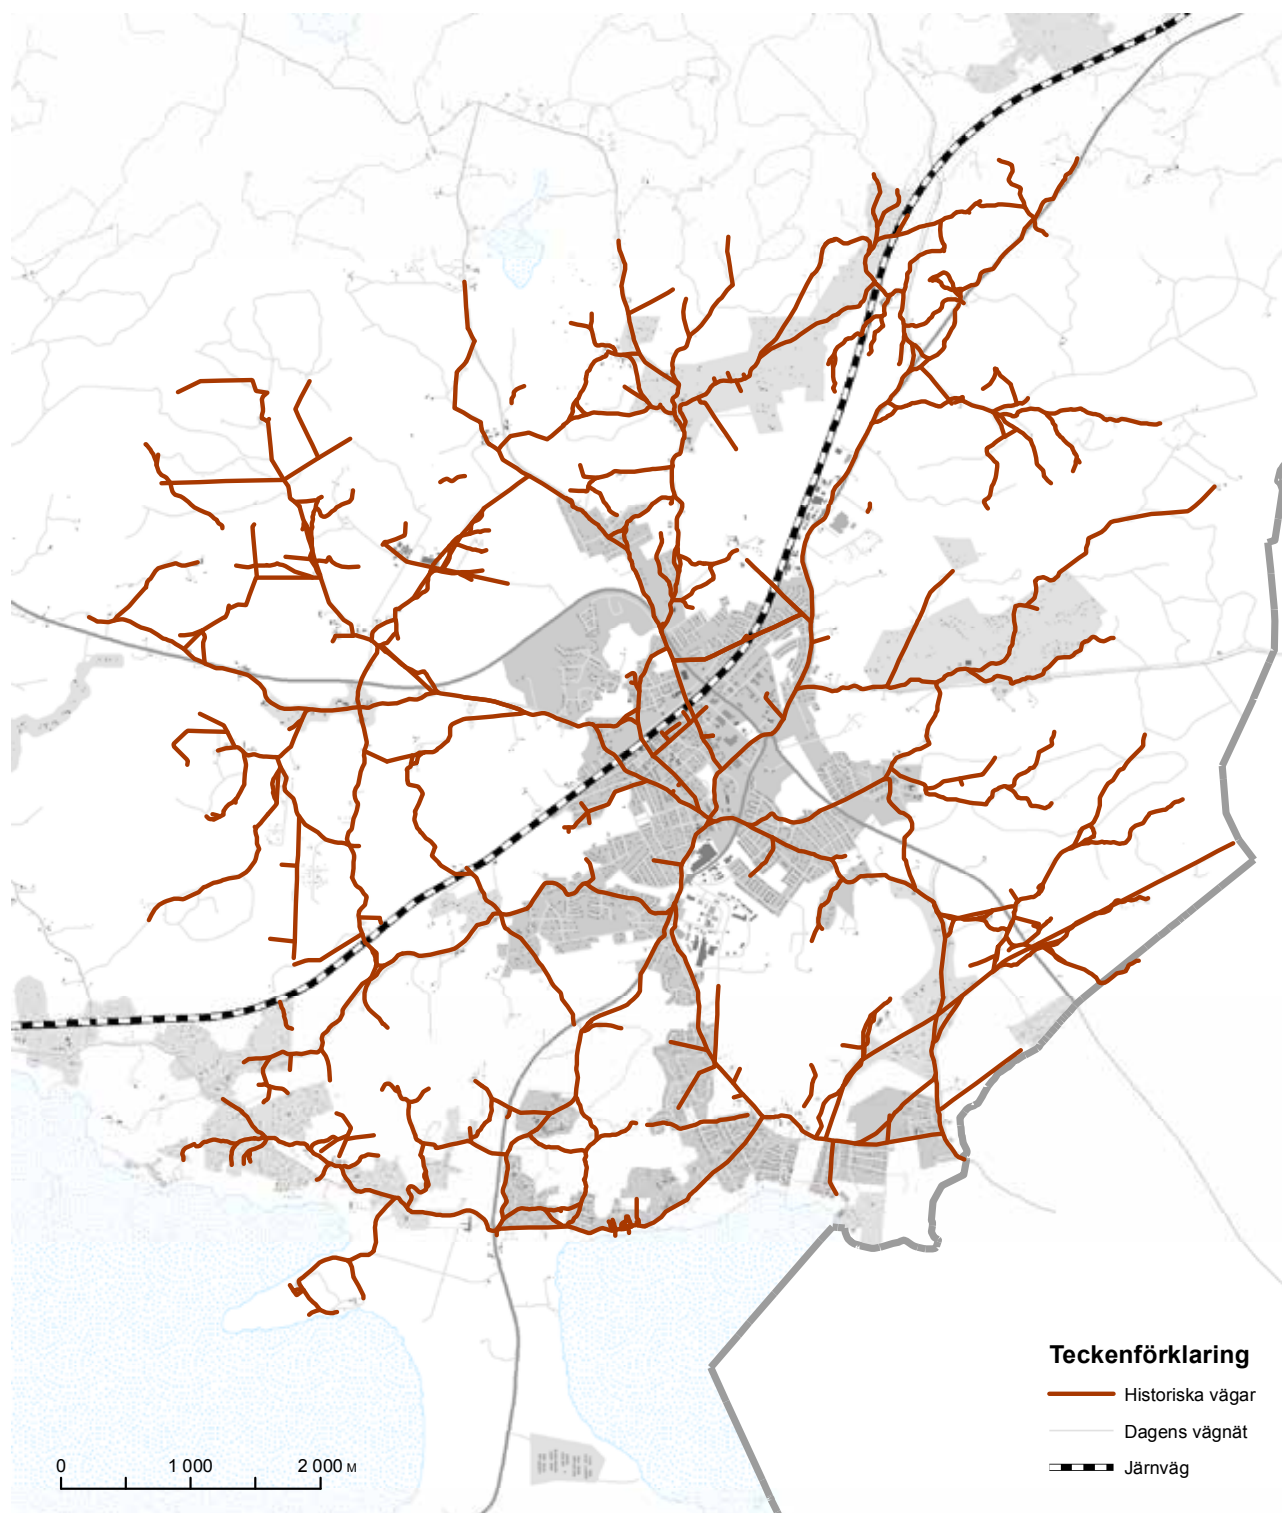 Teckenförklaring
Historiska vägar
Dagens vägnät
Järnväg
0 1 000 2 000 M